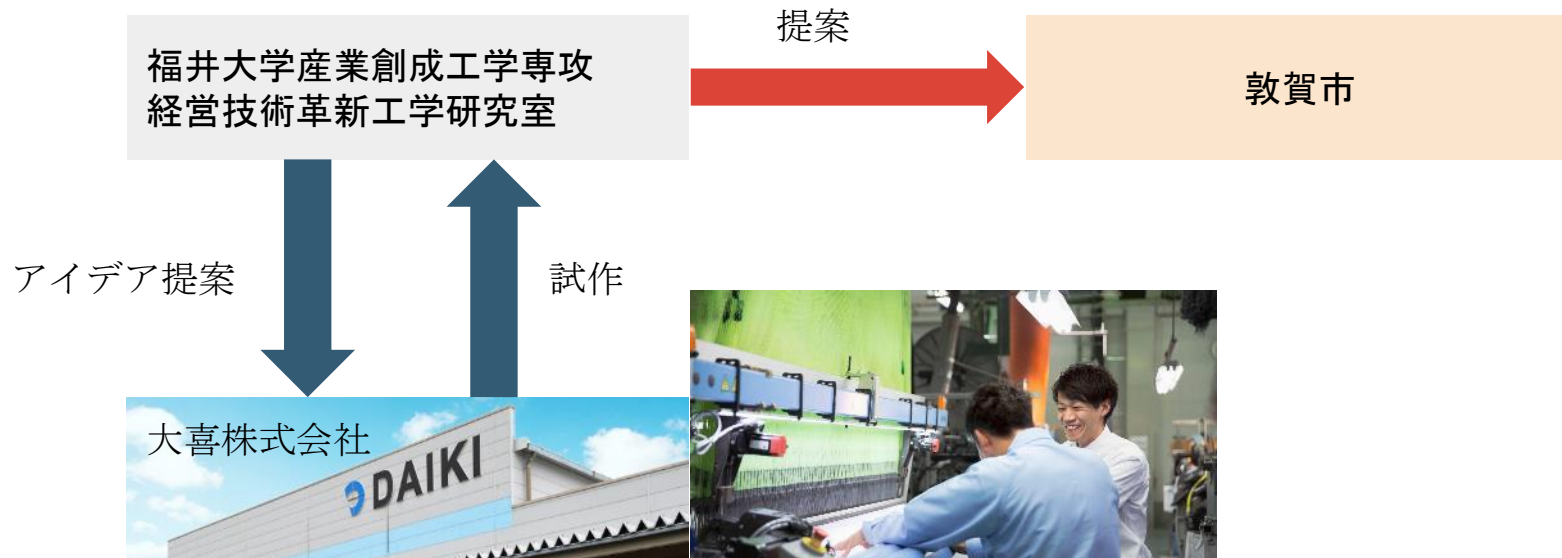 提案
福井大学産業創成工学専攻
経営技術革新工学研究室
敦賀市
アイデア提案
試作
大喜株式会社
DAIKI